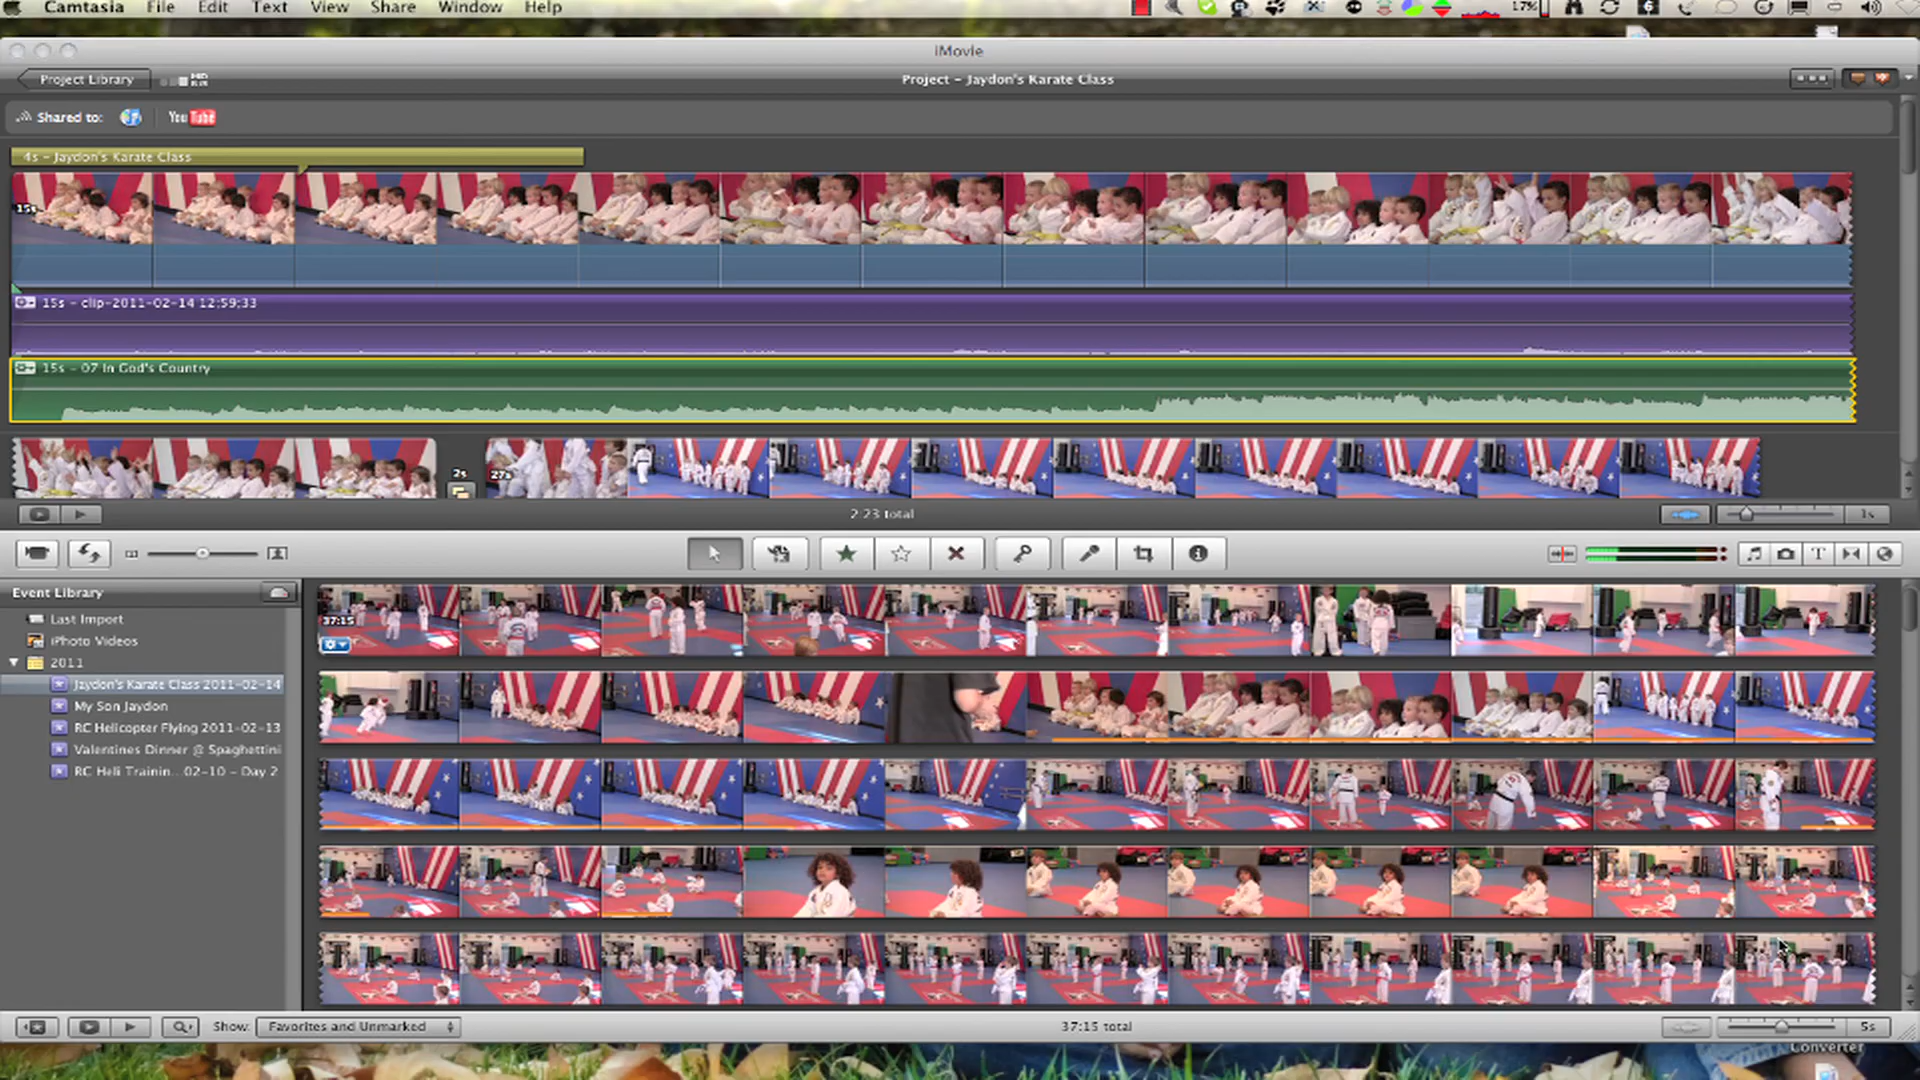 Camtasia File Edit Text View Share Window Help 17%
iMovie
Project Library Project - Jaydon's Karate Class
Shared to: YouTube
4s - Jaydon's Karate Class
15s
15s - clip-2011-02-14 12;59;33
15s - 07 In God's Country
2s 27s
2:23 total 1s
Event Library
Last Import
iPhoto Videos
2011
Jaydon's Karate Class 2011-02-14
My Son Jaydon
RC Helicopter Flying 2011-02-13
Valentines Dinner @ Spaghettini
RC Heli Trainin... 02-10 - Day 2
37:15
Show: Favorites and Unmarked 37:15 total 5s
Converter